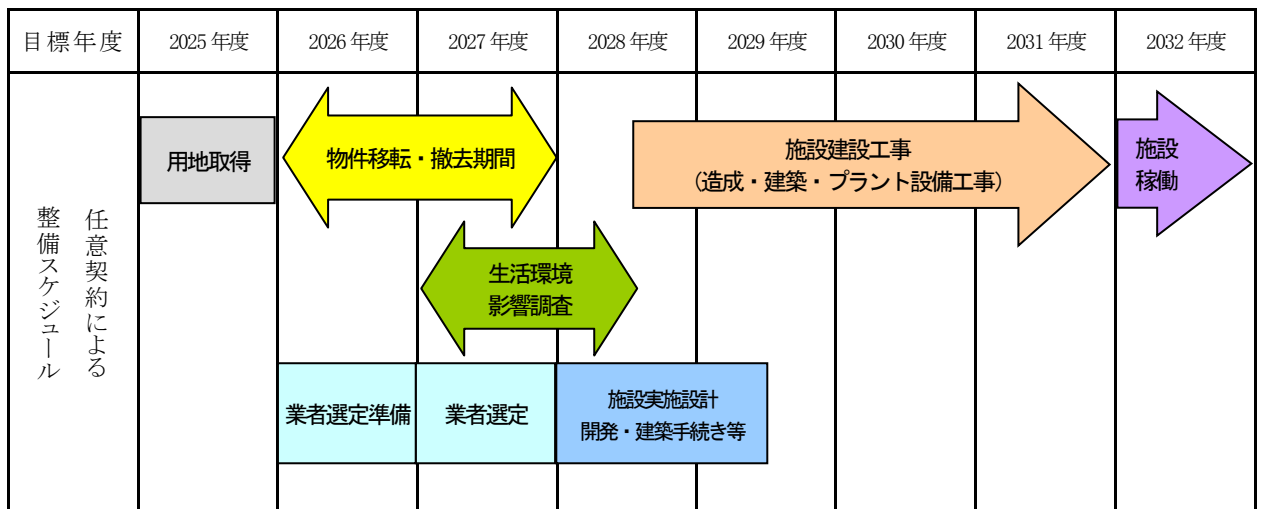 目標年度 2025年度 2026年度 2027年度 2028年度 2029年度 2030年度 2031年度 2032年度
任意契約による
整備スケジュール
用地取得
物件移転・撤去期間
施設建設工事
（造成・建築・プラント設備工事）
施設
稼働
生活環境
影響調査
業者選定準備
業者選定
施設実施設計
開発・建築手続き等